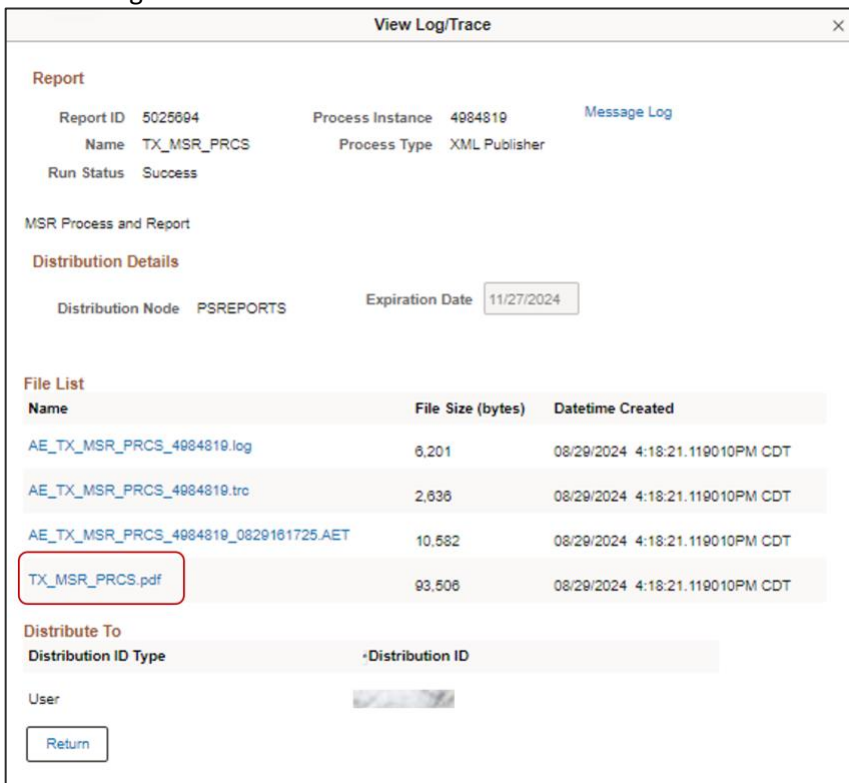 View Log/Trace ×
Report
Report ID 5025694 Process Instance 4984819 Message Log
Name TX_MSR_PRCS Process Type XML Publisher
Run Status Success
MSR Process and Report
Distribution Details
Distribution Node PSREPORTS Expiration Date 11/27/2024
File List
Name File Size (bytes) Datetime Created
AE_TX_MSR_PRCS_4984819.log 6,201 08/29/2024 4:18:21.119010PM CDT
AE_TX_MSR_PRCS_4984819.trc 2,636 08/29/2024 4:18:21.119010PM CDT
AE_TX_MSR_PRCS_4984819_0829161725.AET 10,582 08/29/2024 4:18:21.119010PM CDT
TX_MSR_PRCS.pdf 93,506 08/29/2024 4:18:21.119010PM CDT
Distribute To
Distribution ID Type *Distribution ID
User
Return